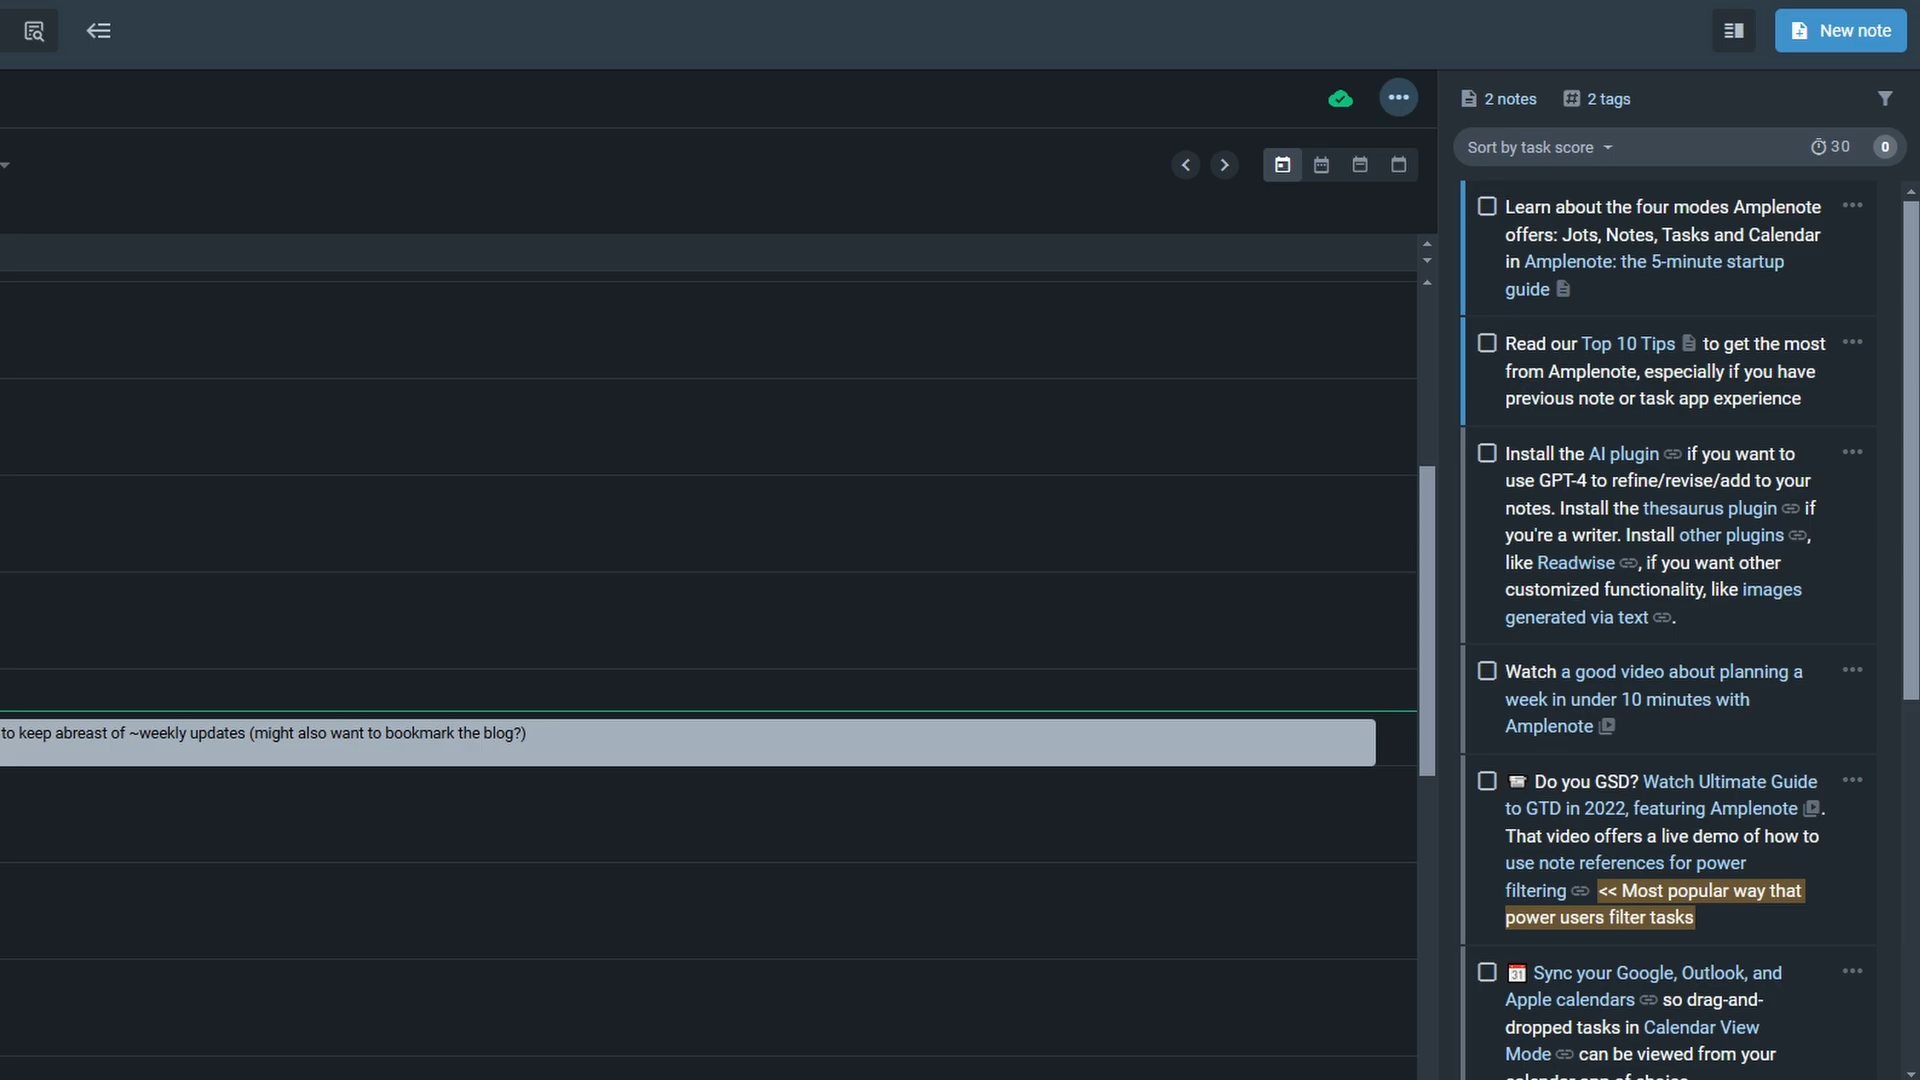 New note
2 notes
2 tags
Sort by task score
30
0
Learn about the four modes Amplenote
offers: Jots, Notes, Tasks and Calendar
in Amplenote: the 5-minute startup
guide
Read our Top 10 Tips to get the most
from Amplenote, especially if you have
previous note or task app experience
Install the AI plugin if you want to
use GPT-4 to refine/revise/add to your
notes. Install the thesaurus plugin if
you're a writer. Install other plugins ,
like Readwise , if you want other
customized functionality, like images
generated via text .
Watch a good video about planning a
week in under 10 minutes with
Amplenote
to keep abreast of ~weekly updates (might also want to bookmark the blog?)
Do you GSD? Watch Ultimate Guide
to GTD in 2022, featuring Amplenote .
That video offers a live demo of how to
use note references for power
filtering << Most popular way that
power users filter tasks
31 Sync your Google, Outlook, and
Apple calendars so drag-and-
dropped tasks in Calendar View
Mode can be viewed from your